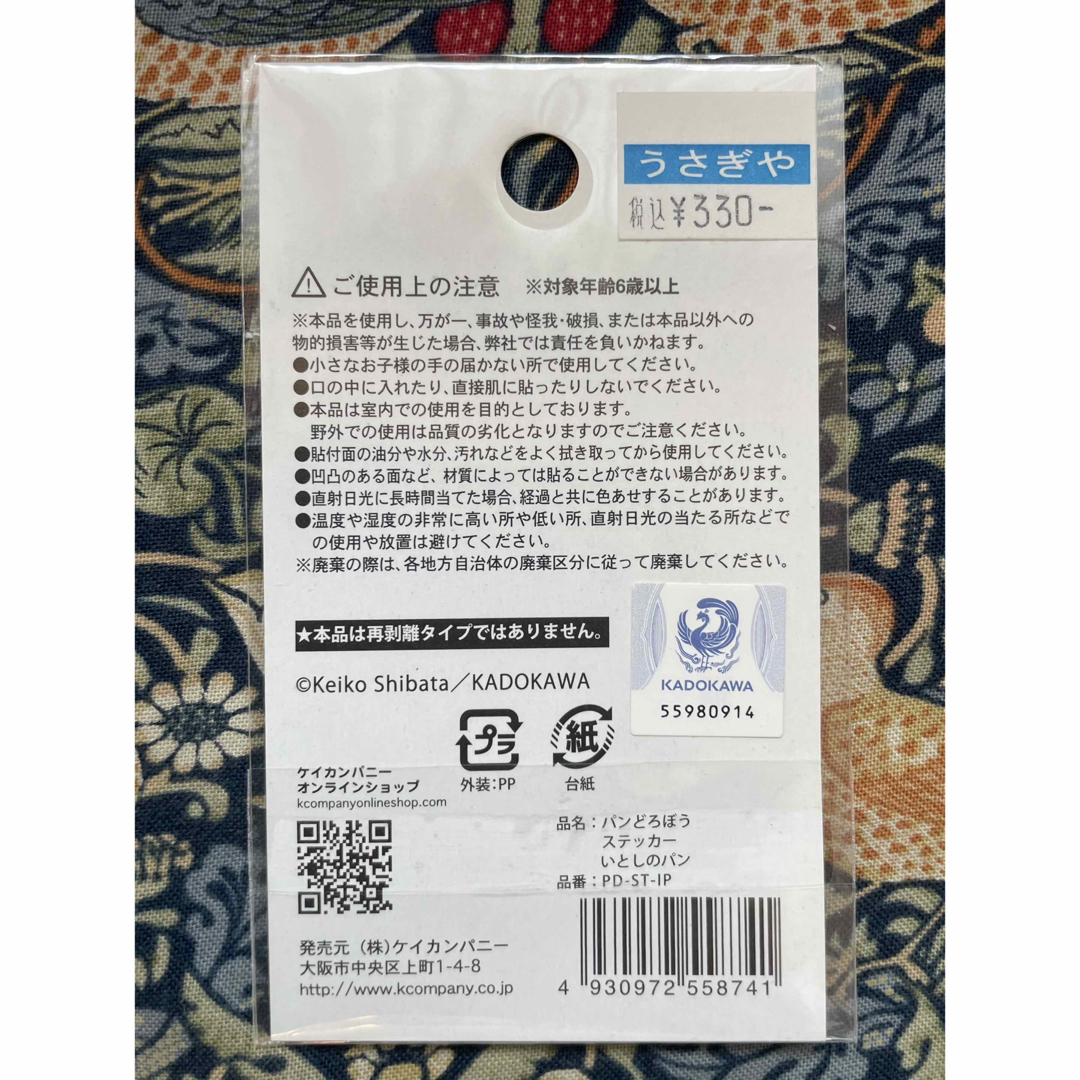 うさぎや
税込¥330-
ご使用上の注意 ※対象年齢6歳以上
※本品を使用し、万が一、事故や怪我・破損、または本品以外への
物的損害等が生じた場合、弊社では責任を負いかねます。
●小さなお子様の手の届かない所で使用してください。
●口の中に入れたり、直接肌に貼ったりしないでください。
●本品は室内での使用を目的としております。
野外での使用は品質の劣化となりますのでご注意ください。
●貼付面の油分や水分、汚れなどをよく拭き取ってから使用してください。
●凹凸のある面など、材質によっては貼ることができない場合があります。
●直射日光に長時間当てた場合、経過と共に色あせすることがあります。
●温度や湿度の非常に高い所や低い所、直射日光の当たる所などで
の使用や放置は避けてください。
※廃棄の際は、各地方自治体の廃棄区分に従って廃棄してください。
★本品は再剥離タイプではありません。
©Keiko Shibata／KADOKAWA
KADOKAWA
55980914
プラ
外装:PP
紙
台紙
ケイカンパニー
オンラインショップ
kcompanyonlineshop.com
品名：パンどろぼう
ステッカー
いとしのパン
品番：PD-ST-IP
発売元 (株)ケイカンパニー
大阪市中央区上町1-4-8
http://www.kcompany.co.jp
4 930972 558741